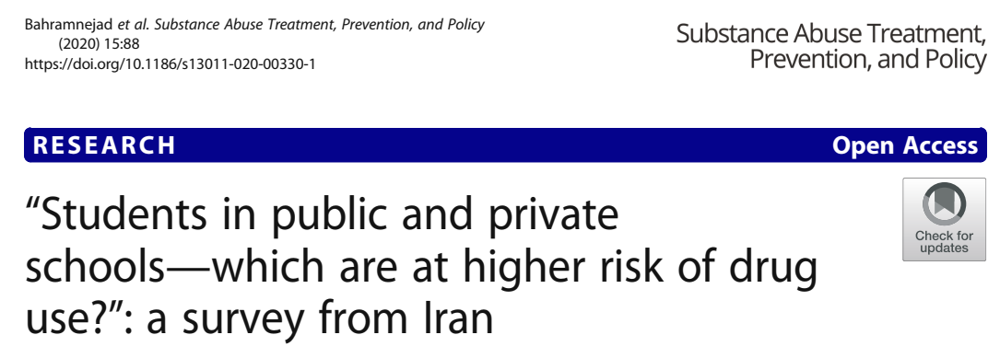 Bahramnejad et al. Substance Abuse Treatment, Prevention, and Policy
(2020) 15:88
https://doi.org/10.1186/s13011-020-00330-1
Substance Abuse Treatment,
Prevention, and Policy
RESEARCH
Open Access
Check for
updates
“Students in public and private
schools—which are at higher risk of drug
use?”: a survey from Iran